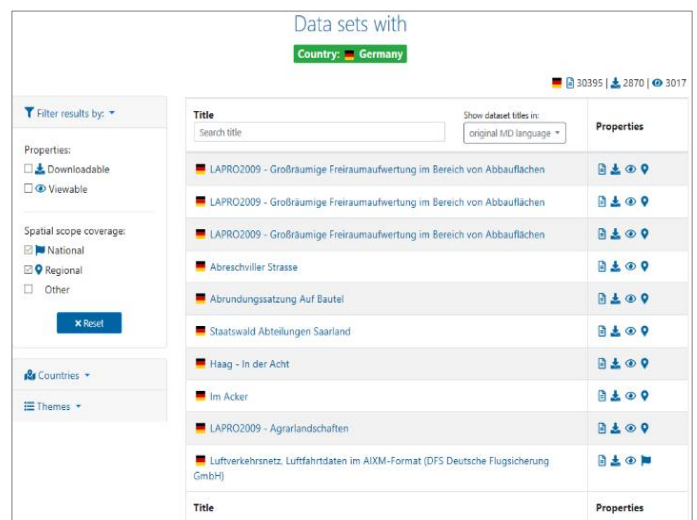 Data sets with
Country: Germany
30395 | 2870 | 3017
Filter results by:
Properties:
Downloadable
Viewable
Spatial scope coverage:
National
Regional
Other
× Reset
Countries
Themes
Title
Show dataset titles in:
Properties
Search title
original MD language
LAPRO2009 - Großräumige Freiraumaufwertung im Bereich von Abbauflächen
LAPRO2009 - Großräumige Freiraumaufwertung im Bereich von Abbauflächen
LAPRO2009 - Großräumige Freiraumaufwertung im Bereich von Abbauflächen
Abreschviller Strasse
Abrundungssatzung Auf Bautel
Staatswald Abteilungen Saarland
Haag - In der Acht
Im Acker
LAPRO2009 - Agrarlandschaften
Luftverkehrsnetz, Luftfahrtdaten im AIXM-Format (DFS Deutsche Flugsicherung
GmbH)
Title
Properties